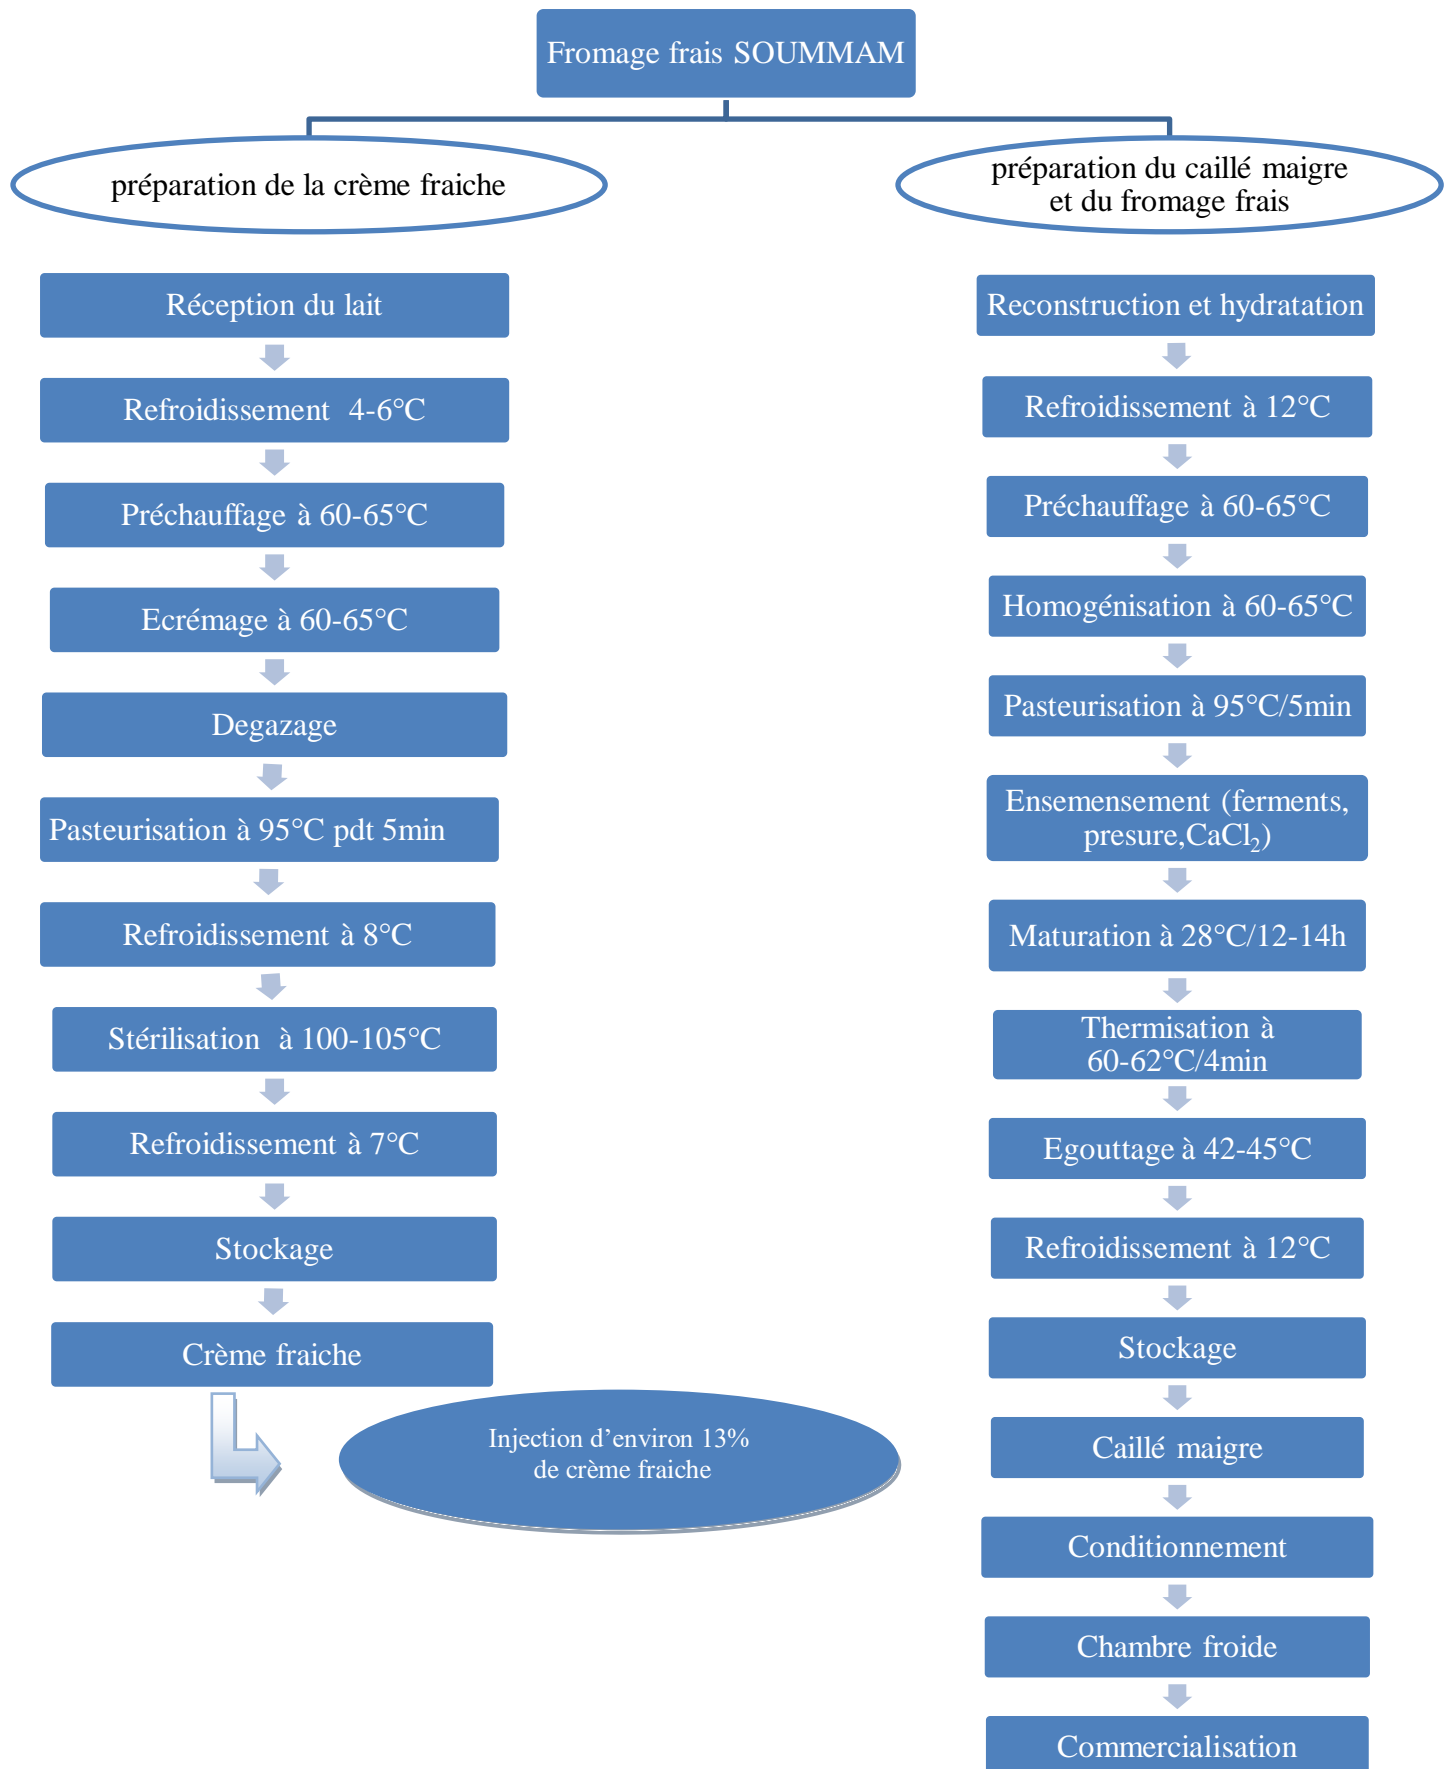 Fromage frais SOUMMAM
préparation de la crème fraiche
Réception du lait
Refroidissement 4-6°C
Préchauffage à 60-65°C
Ecrémage à 60-65°C
Degazage
Pasteurisation à 95°C pdt 5min
Refroidissement à 8°C
Stérilisation à 100-105°C
Refroidissement à 7°C
Stockage
Crème fraiche
Injection d’environ 13%
de crème fraiche
préparation du caillé maigre
et du fromage frais
Reconstruction et hydratation
Refroidissement à 12°C
Préchauffage à 60-65°C
Homogénisation à 60-65°C
Pasteurisation à 95°C/5min
Ensemensement (ferments,
presure,CaCl₂)
Maturation à 28°C/12-14h
Thermisation à
60-62°C/4min
Egouttage à 42-45°C
Refroidissement à 12°C
Stockage
Caillé maigre
Conditionnement
Chambre froide
Commercialisation